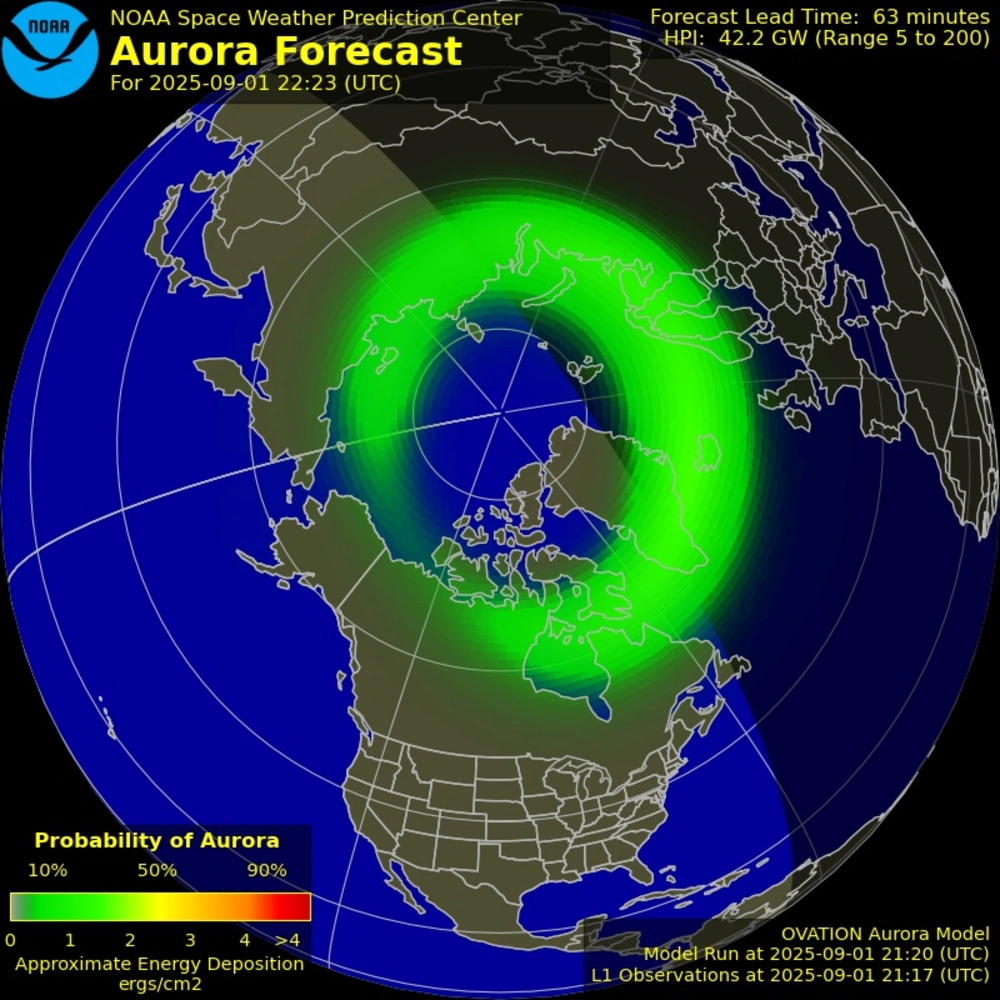 NOAA
NOAA Space Weather Prediction Center
Aurora Forecast
For 2025-09-01 22:23 (UTC)
Forecast Lead Time: 63 minutes
HPI: 42.2 GW (Range 5 to 200)
Probability of Aurora
10% 50% 90%
0 1 2 3 4 >4
Approximate Energy Deposition
ergs/cm2
OVATION Aurora Model
Model Run at 2025-09-01 21:20 (UTC)
L1 Observations at 2025-09-01 21:17 (UTC)